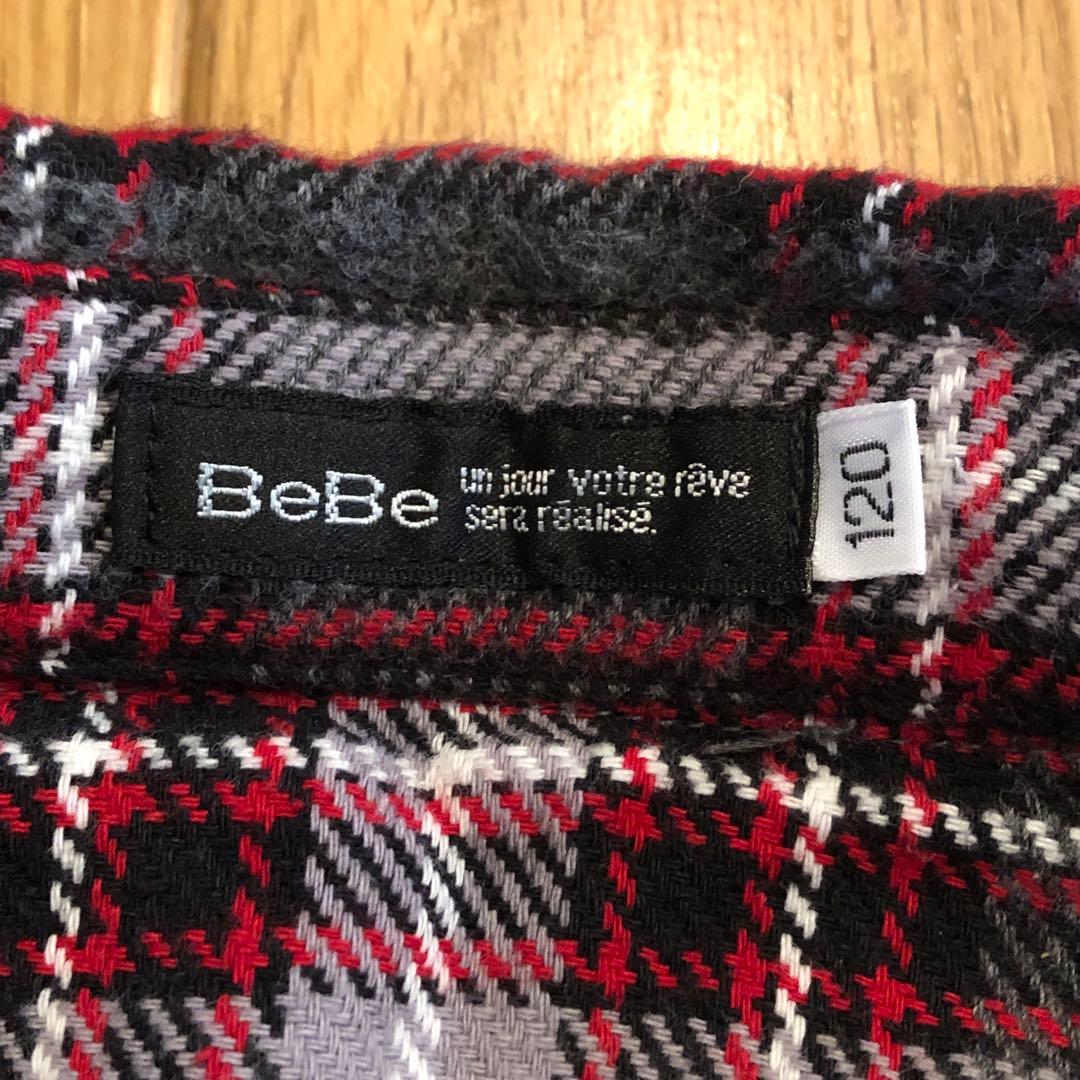 BeBe
un jour votre rêve
sera réalisé.
120